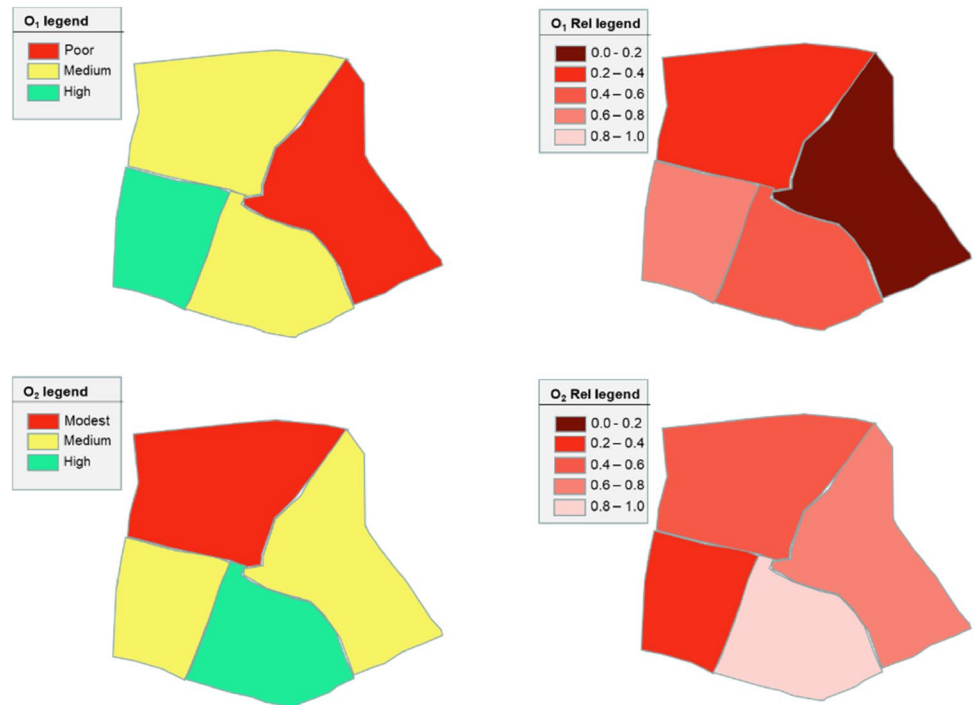 O₁ legend
Poor
Medium
High
O₁ Rel legend
0.0 - 0.2
0.2 – 0.4
0.4 – 0.6
0.6 – 0.8
0.8 – 1.0
O₂ legend
Modest
Medium
High
O₂ Rel legend
0.0 - 0.2
0.2 – 0.4
0.4 – 0.6
0.6 – 0.8
0.8 – 1.0